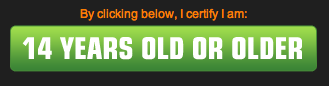 By clicking below, I certify I am:
14 YEARS OLD OR OLDER